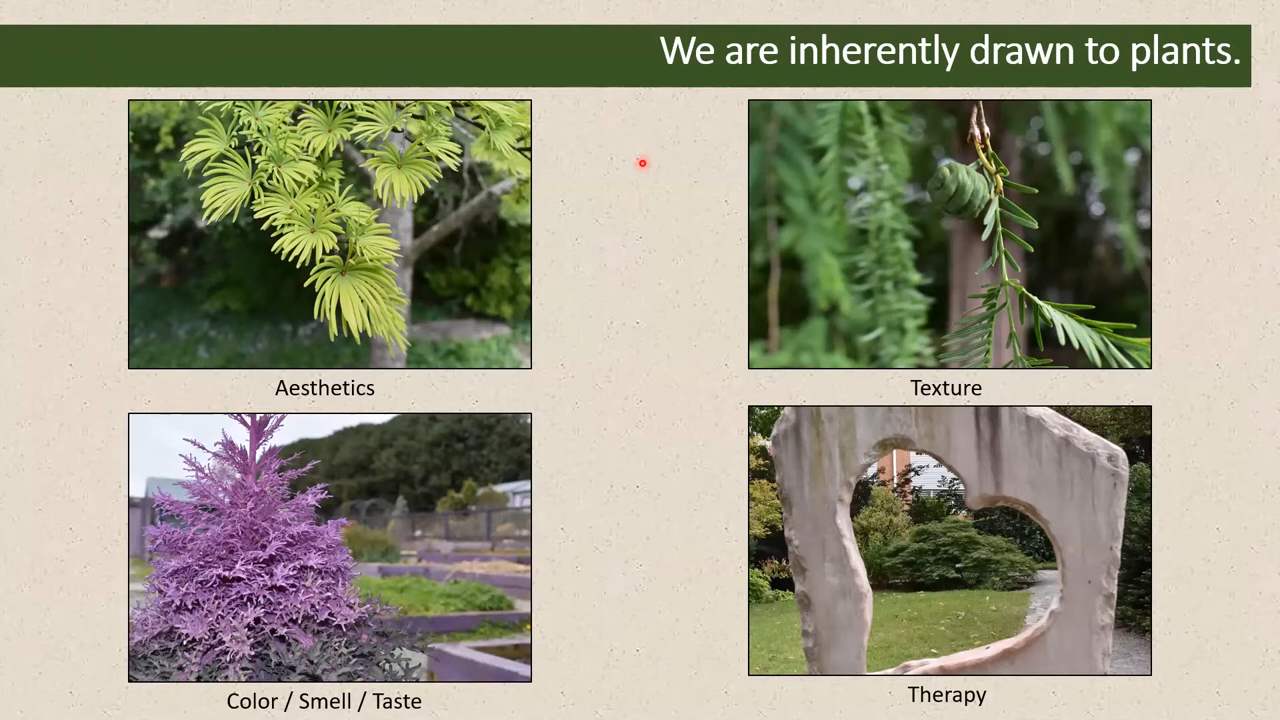 We are inherently drawn to plants.
Aesthetics
Texture
Color / Smell / Taste
Therapy